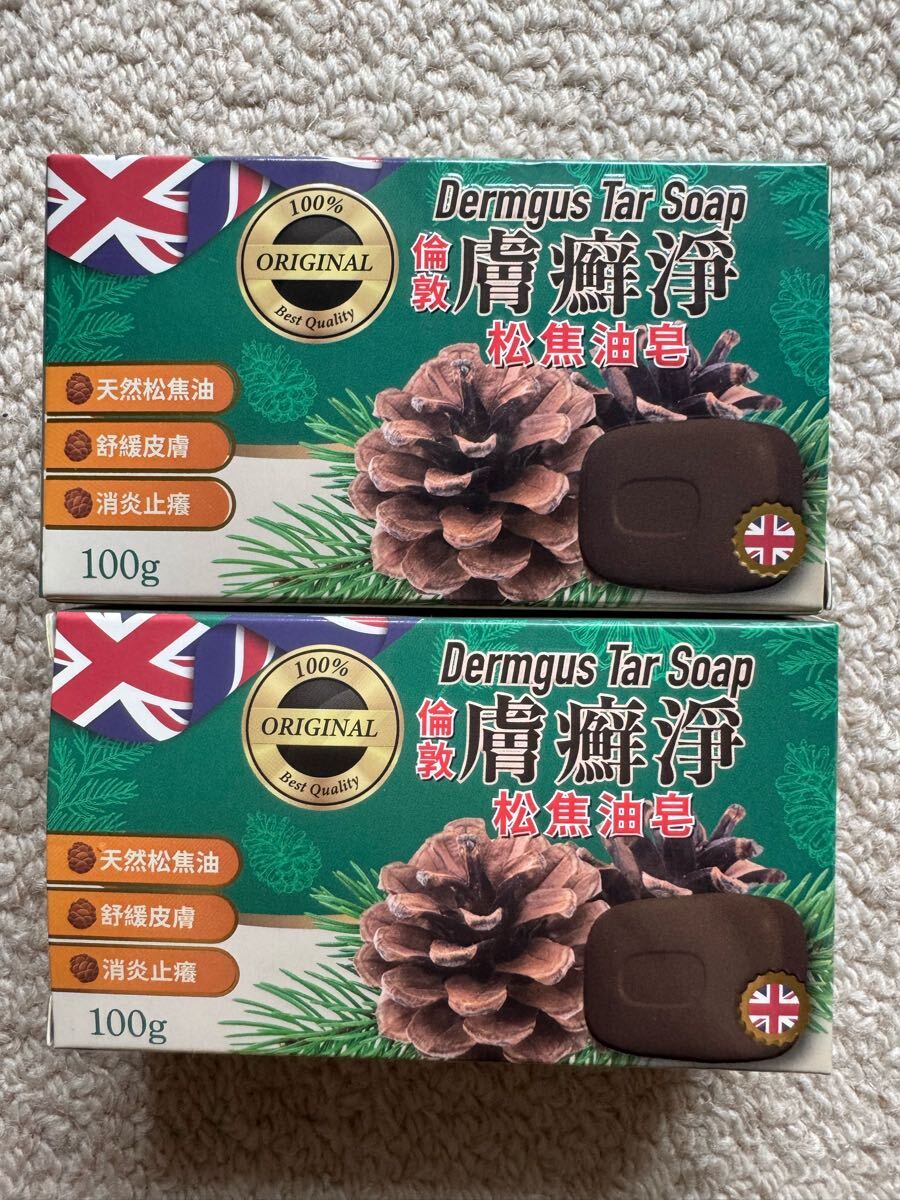 100%
ORIGINAL
Best Quality
Dermgus Tar Soap
倫敦
膚癬淨
松焦油皂
天然松焦油
舒緩皮膚
消炎止癢
100g
100%
ORIGINAL
Best Quality
Dermgus Tar Soap
倫敦
膚癬淨
松焦油皂
天然松焦油
舒緩皮膚
消炎止癢
100g